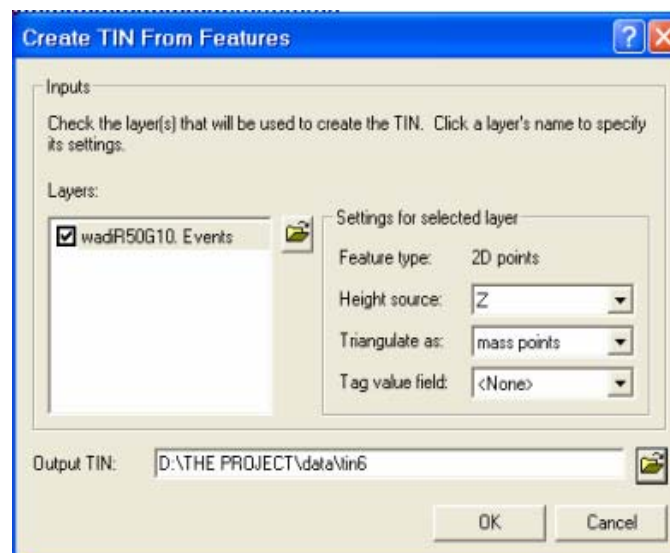 Create TIN From Features
Inputs
Check the layer(s) that will be used to create the TIN. Click a layer's name to specify
its settings.
Layers:
wadiR50G10. Events
Settings for selected layer
Feature type: 2D points
Height source: Z
Triangulate as: mass points
Tag value field: <None>
Output TIN: D:\THE PROJECT\data\tin6
OK Cancel